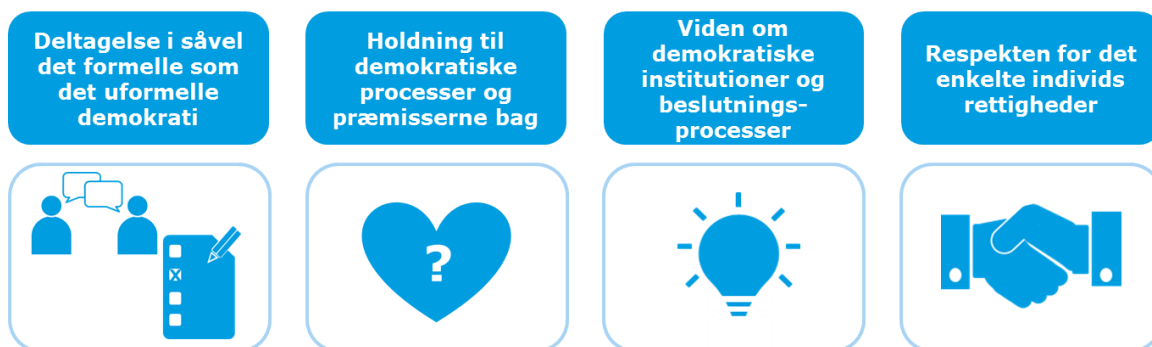 Deltagelse i såvel
det formelle som
det uformelle
demokrati
Holdning til
demokratiske
processer og
præmisserne bag
Viden om
demokratiske
institutioner og
beslutnings-
processer
Respekten for det
enkelte individs
rettigheder
?